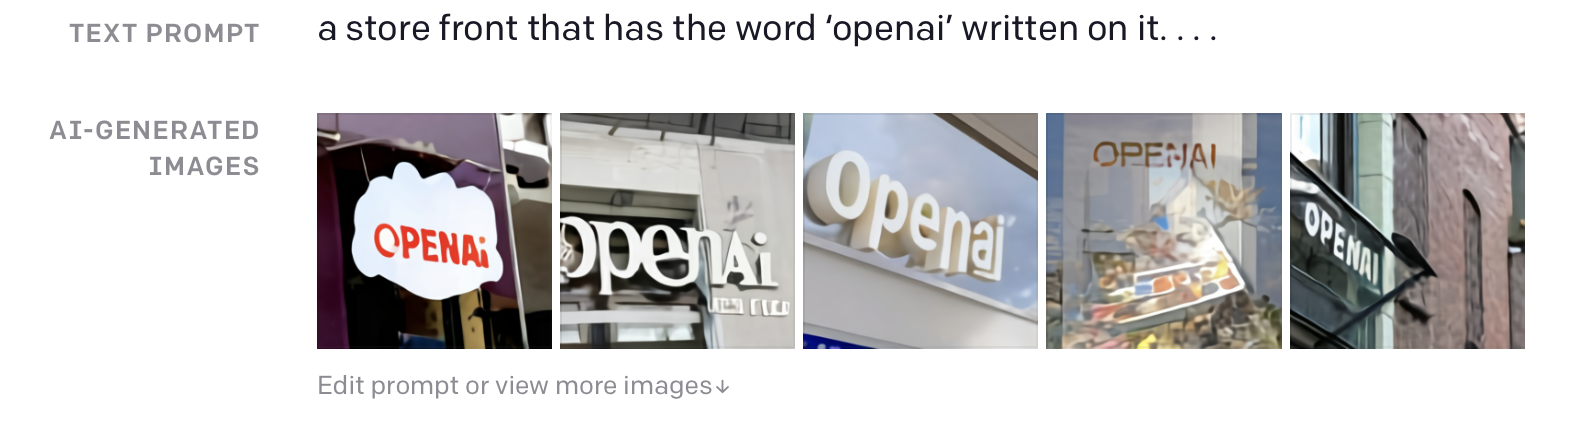 TEXT PROMPT
a store front that has the word ‘openai’ written on it. . . .
AI-GENERATED
IMAGES
OPENAi
openAi
Openai
OPENAI
OPENAI
Edit prompt or view more images↓